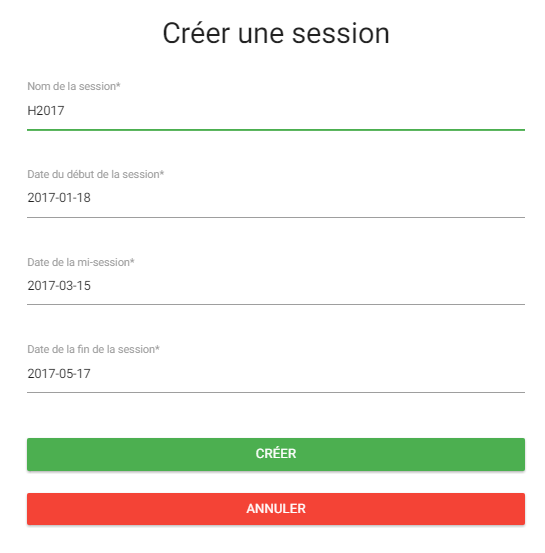 Créer une session
Nom de la session*
H2017
Date du début de la session*
2017-01-18
Date de la mi-session*
2017-03-15
Date de la fin de la session*
2017-05-17
CRÉER
ANNULER